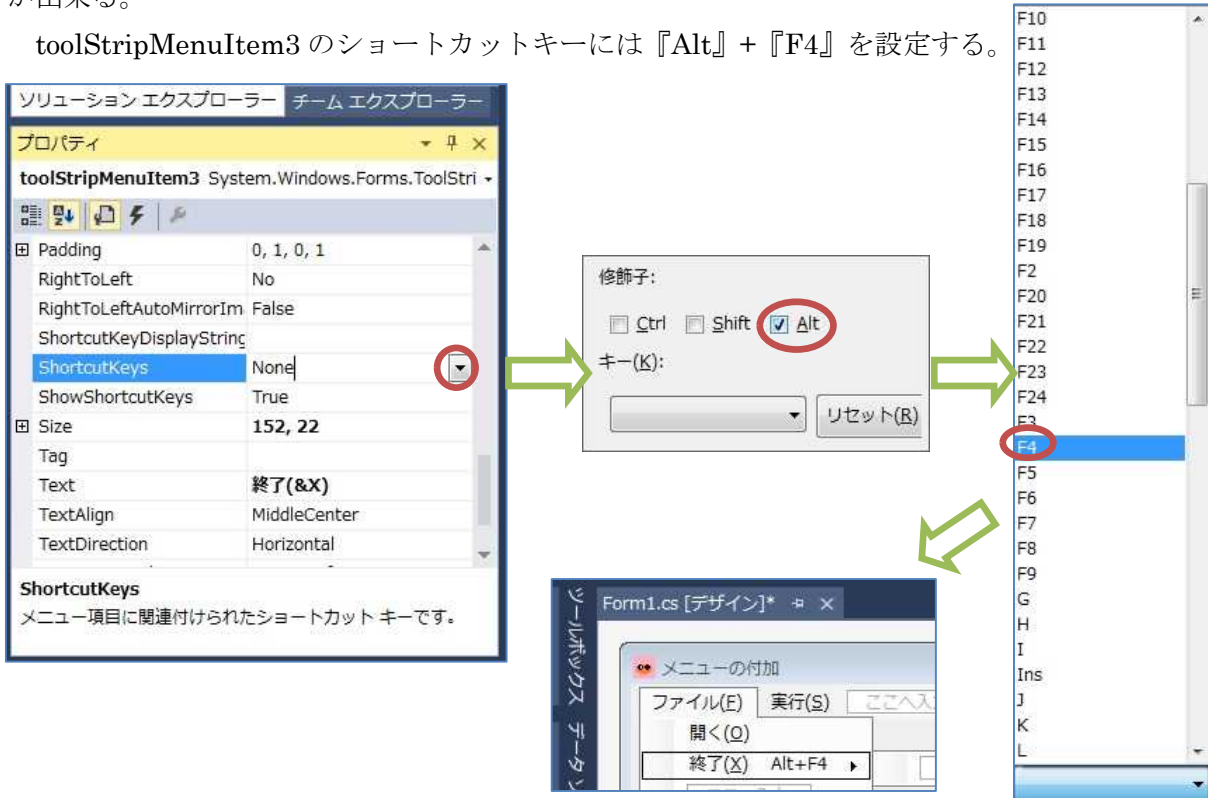 が出来る。
toolStripMenuItem3 のショートカットキーには『Alt』+『F4』を設定する。
ソリューション エクスプローラー チーム エクスプローラー
プロパティ
toolStripMenuItem3 System.Windows.Forms.ToolStri
Padding 0, 1, 0, 1
RightToLeft No
RightToLeftAutoMirrorIm False
ShortcutKeyDisplayString
ShortcutKeys None
ShowShortcutKeys True
Size 152, 22
Tag
Text 終了(&X)
TextAlign MiddleCenter
TextDirection Horizontal
ShortcutKeys
メニュー項目に関連付けられたショートカット キーです。
修飾子:
Ctrl Shift Alt
キー(K):
リセット(R)
F10
F11
F12
F13
F14
F15
F16
F17
F18
F19
F2
F20
F21
F22
F23
F24
F3
F4
F5
F6
F7
F8
F9
G
H
I
Ins
J
K
L
ツールボックス
Form1.cs [デザイン]*
メニューの付加
ファイル(F) 実行(S) ここへ入
開く(O)
終了(X) Alt+F4